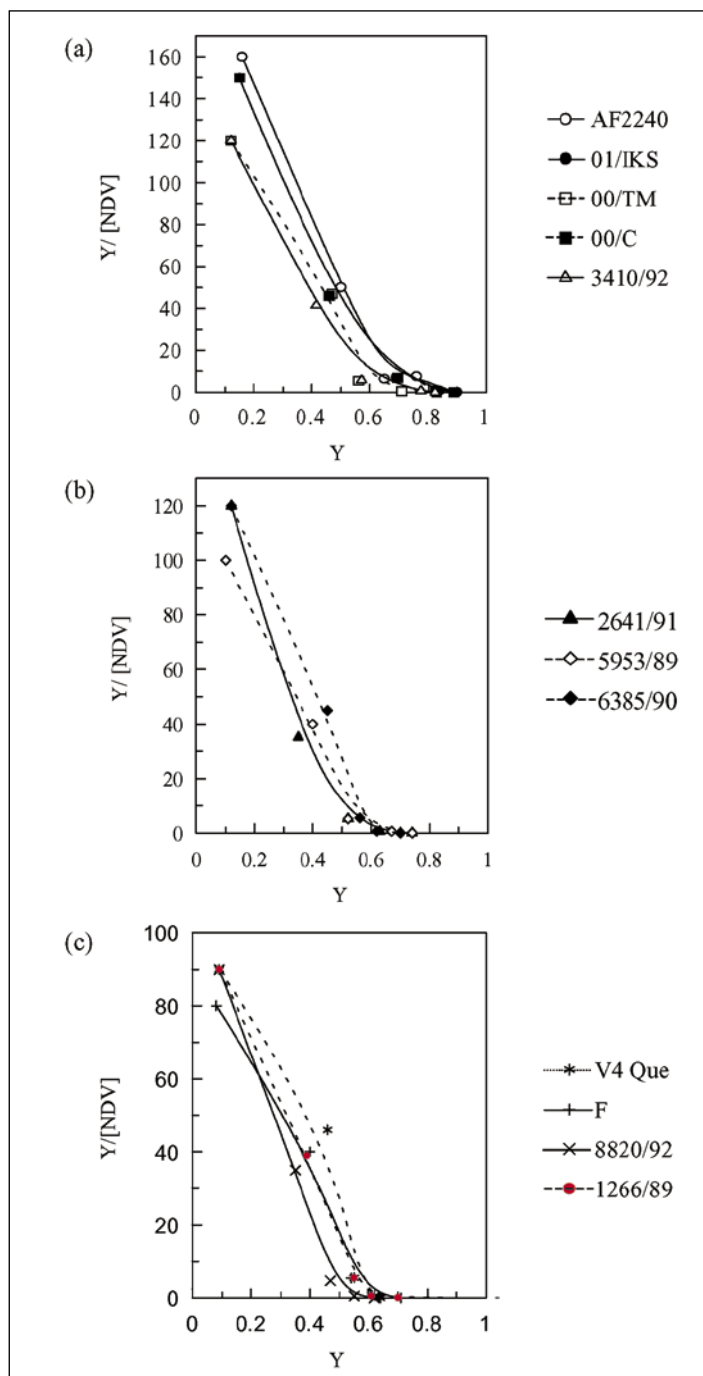 (a)
160
140
120
100
80
60
40
20
0
Y/ [NDV]
0 0.2 0.4 0.6 0.8 1
Y
AF2240
01/IKS
00/TM
00/C
3410/92
(b)
120
100
80
60
40
20
0
Y/ [NDV]
0 0.2 0.4 0.6 0.8 1
Y
2641/91
5953/89
6385/90
(c)
100
80
60
40
20
0
Y/[NDV]
0 0.2 0.4 0.6 0.8 1
Y
V4 Que
F
8820/92
1266/89